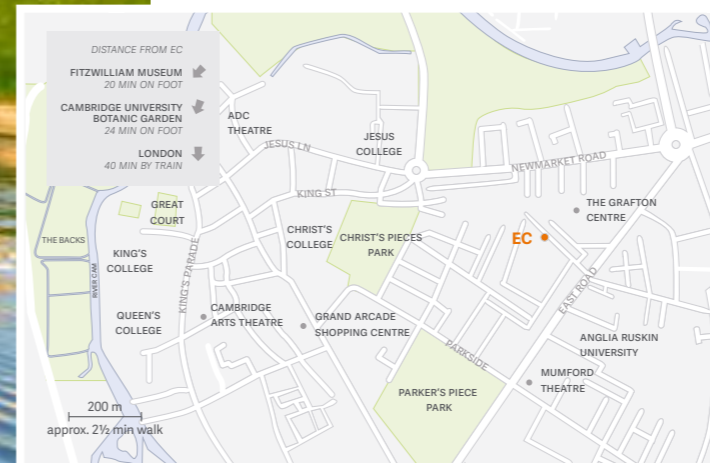 DISTANCE FROM EC
FITZWILLIAM MUSEUM
20 MIN ON FOOT
CAMBRIDGE UNIVERSITY
BOTANIC GARDEN
24 MIN ON FOOT
LONDON
40 MIN BY TRAIN
ADC
THEATRE
JESUS LN
JESUS
COLLEGE
NEWMARKET ROAD
KING ST
THE GRAFTON
CENTRE
GREAT
COURT
THE BACKS
KING'S
COLLEGE
RIVER CAM
KING'S PARADE
CHRIST'S
COLLEGE
CHRIST'S PIECES
PARK
EC
EAST ROAD
QUEEN'S
COLLEGE
CAMBRIDGE
ARTS THEATRE
GRAND ARCADE
SHOPPING CENTRE
PARKSIDE
ANGLIA RUSKIN
UNIVERSITY
MUMFORD
THEATRE
PARKER'S PIECE
PARK
200 m
approx. 2½ min walk